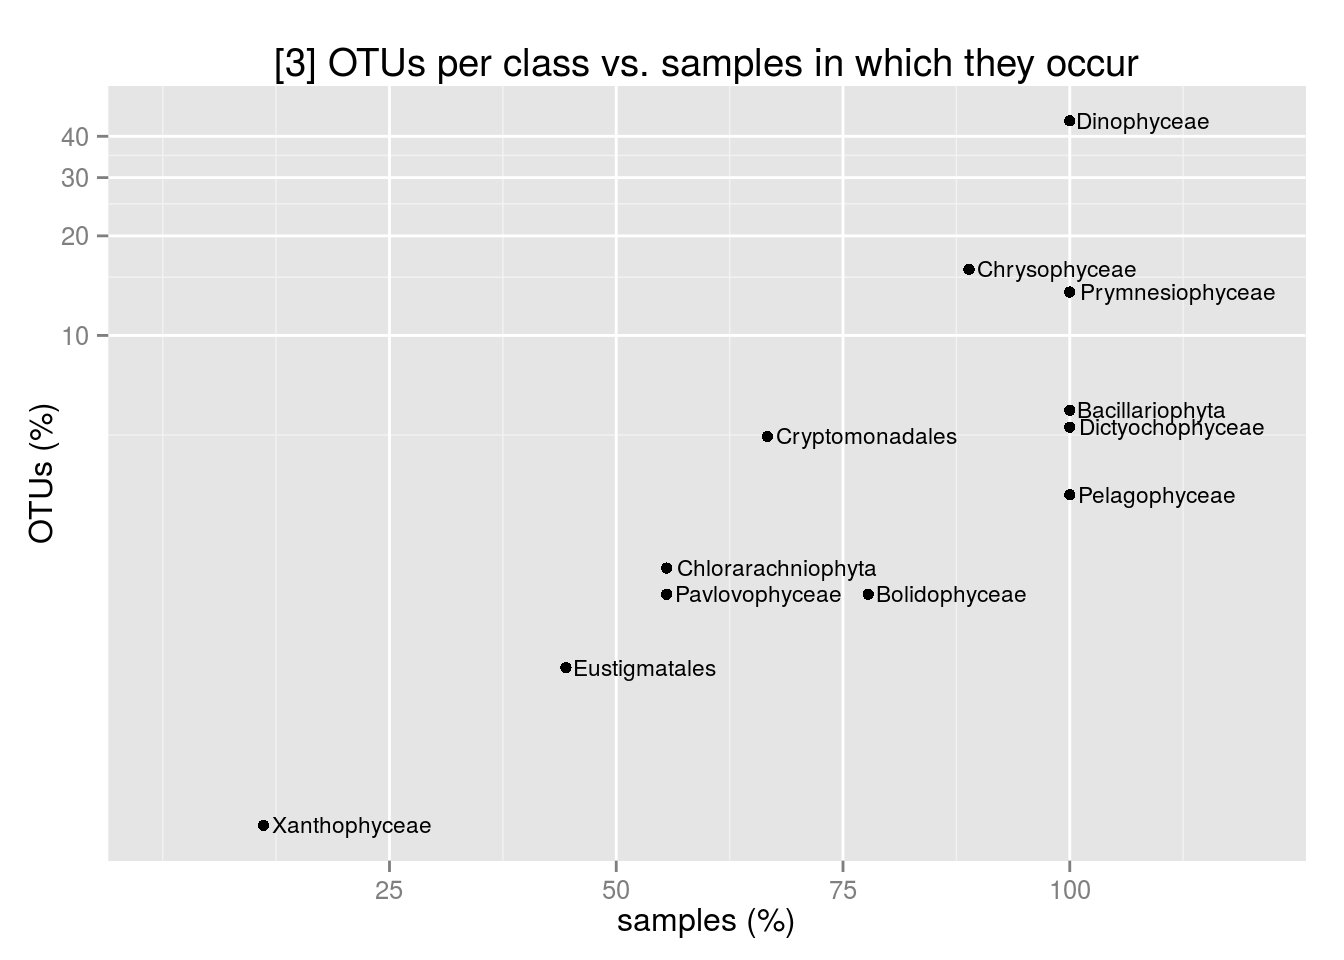 [3] OTUs per class vs. samples in which they occur
40
30
20
10
OTUs (%)
Dinophyceae
Chrysophyceae
Prymnesiophyceae
Bacillariophyta
Dictyochophyceae
Cryptomonadales
Pelagophyceae
Chlorarachniophyta
Pavlovophyceae
Bolidophyceae
Eustigmatales
Xanthophyceae
25 50 75 100
samples (%)